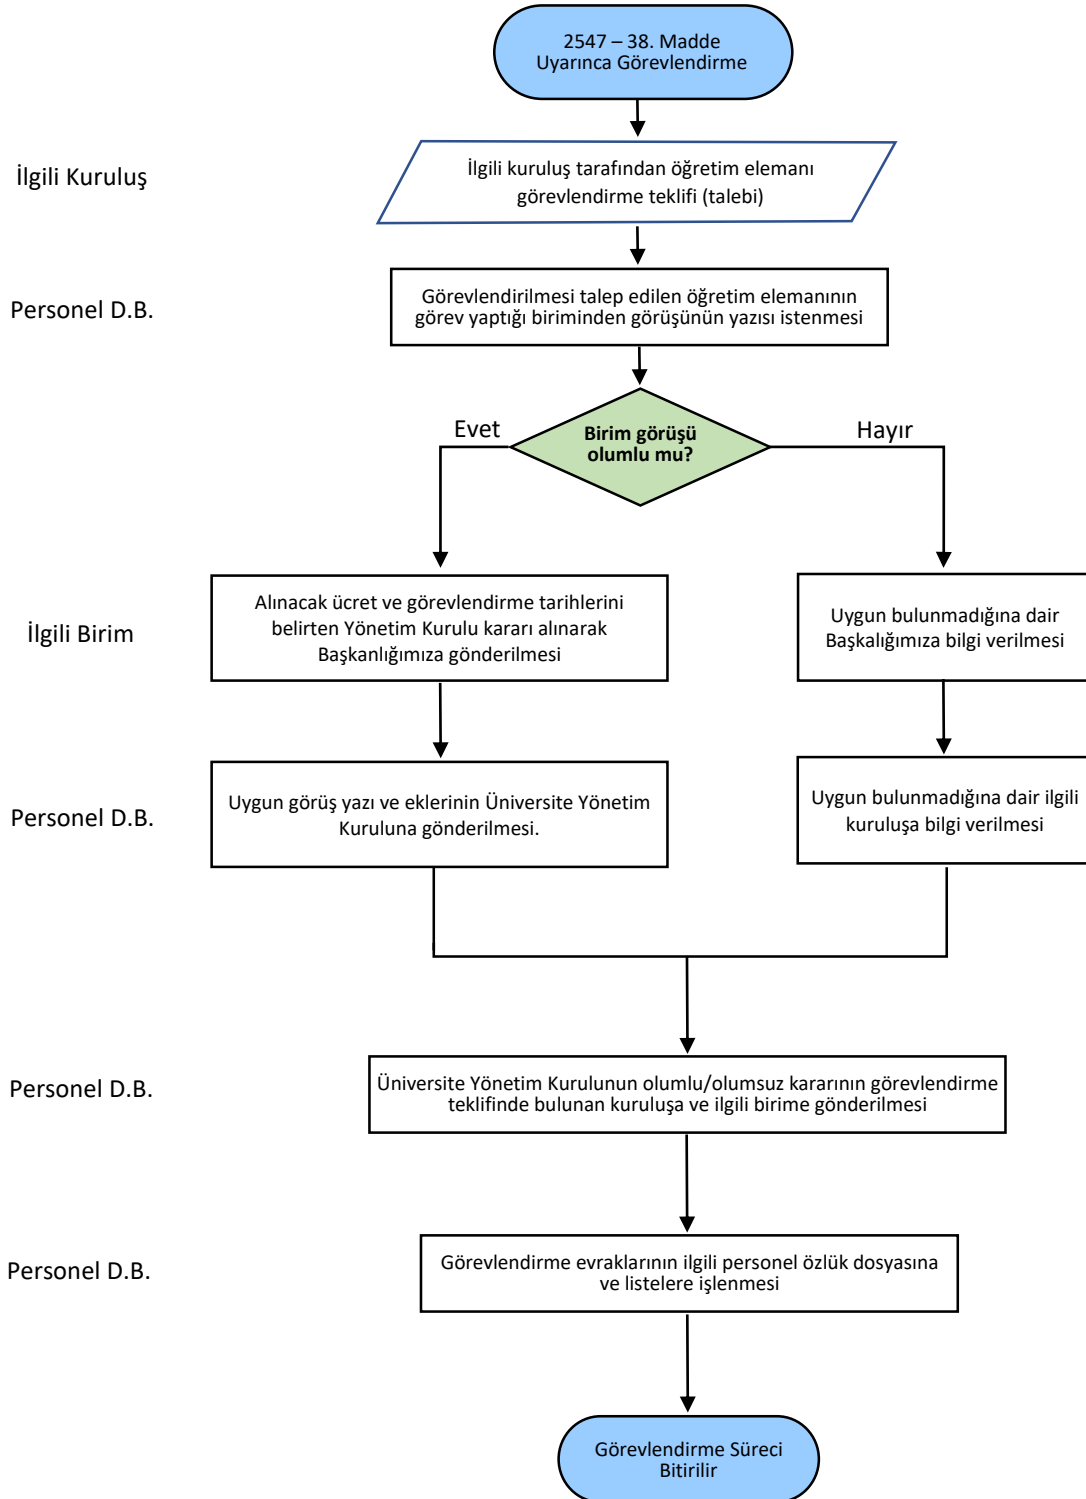 2547 – 38. Madde
Uyarınca Görevlendirme
İlgili Kuruluş
İlgili kuruluş tarafından öğretim elemanı
görevlendirme teklifi (talebi)
Personel D.B.
Görevlendirilmesi talep edilen öğretim elemanının
görev yaptığı biriminden görüşünün yazısı istenmesi
Evet
Birim görüşü
olumlu mu?
Hayır
İlgili Birim
Alınacak ücret ve görevlendirme tarihlerini
belirten Yönetim Kurulu kararı alınarak
Başkanlığımıza gönderilmesi
Uygun bulunmadığına dair
Başkalığımıza bilgi verilmesi
Personel D.B.
Uygun görüş yazı ve eklerinin Üniversite Yönetim
Kuruluna gönderilmesi.
Uygun bulunmadığına dair ilgili
kuruluşa bilgi verilmesi
Personel D.B.
Üniversite Yönetim Kurulunun olumlu/olumsuz kararının görevlendirme
teklifinde bulunan kuruluşa ve ilgili birime gönderilmesi
Personel D.B.
Görevlendirme evraklarının ilgili personel özlük dosyasına
ve listelere işlenmesi
Görevlendirme Süreci
Bitirilir